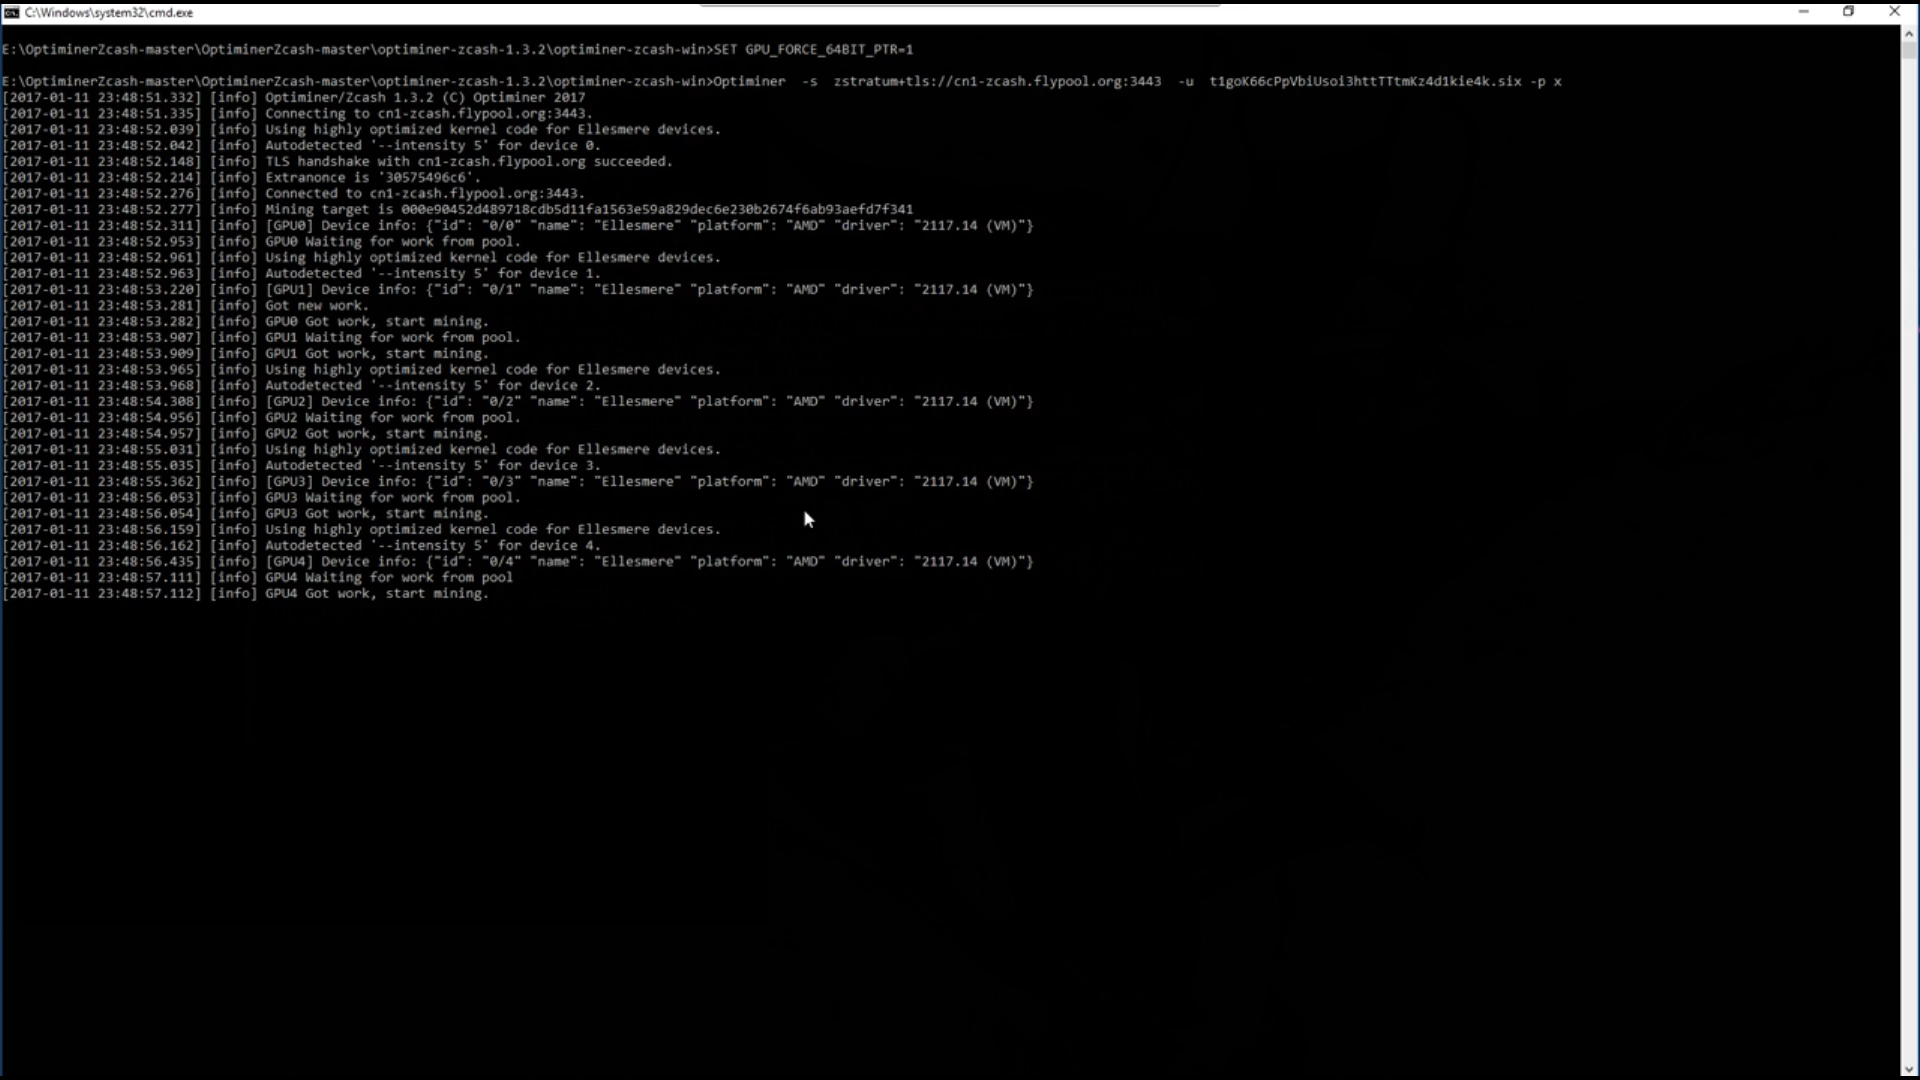 C:\Windows\system32\cmd.exe
E:\OptiminerZcash-master\OptiminerZcash-master\optiminer-zcash-1.3.2\optiminer-zcash-win>SET GPU_FORCE_64BIT_PTR=1
E:\OptiminerZcash-master\OptiminerZcash-master\optiminer-zcash-1.3.2\optiminer-zcash-win>Optiminer -s zstratum+tls://cn1-zcash.flypool.org:3443 -u t1goK66cPpVbiUsoi3httTTtmKz4d1kie4k.six -p x
[2017-01-11 23:48:51.332] [info] Optiminer/Zcash 1.3.2 (C) Optiminer 2017
[2017-01-11 23:48:51.335] [info] Connecting to cn1-zcash.flypool.org:3443.
[2017-01-11 23:48:52.039] [info] Using highly optimized kernel code for Ellesmere devices.
[2017-01-11 23:48:52.042] [info] Autodetected '--intensity 5' for device 0.
[2017-01-11 23:48:52.148] [info] TLS handshake with cn1-zcash.flypool.org succeeded.
[2017-01-11 23:48:52.214] [info] Extranonce is '30575496c6'.
[2017-01-11 23:48:52.276] [info] Connected to cn1-zcash.flypool.org:3443.
[2017-01-11 23:48:52.277] [info] Mining target is 000e90452d489718cdb5d11fa1563e59a829dec6e230b2674f6ab93aefd7f341
[2017-01-11 23:48:52.311] [info] [GPU0] Device info: {"id": "0/0" "name": "Ellesmere" "platform": "AMD" "driver": "2117.14 (VM)"}
[2017-01-11 23:48:52.953] [info] GPU0 Waiting for work from pool.
[2017-01-11 23:48:52.961] [info] Using highly optimized kernel code for Ellesmere devices.
[2017-01-11 23:48:52.963] [info] Autodetected '--intensity 5' for device 1.
[2017-01-11 23:48:53.220] [info] [GPU1] Device info: {"id": "0/1" "name": "Ellesmere" "platform": "AMD" "driver": "2117.14 (VM)"}
[2017-01-11 23:48:53.281] [info] Got new work.
[2017-01-11 23:48:53.282] [info] GPU0 Got work, start mining.
[2017-01-11 23:48:53.907] [info] GPU1 Waiting for work from pool.
[2017-01-11 23:48:53.909] [info] GPU1 Got work, start mining.
[2017-01-11 23:48:53.965] [info] Using highly optimized kernel code for Ellesmere devices.
[2017-01-11 23:48:53.968] [info] Autodetected '--intensity 5' for device 2.
[2017-01-11 23:48:54.308] [info] [GPU2] Device info: {"id": "0/2" "name": "Ellesmere" "platform": "AMD" "driver": "2117.14 (VM)"}
[2017-01-11 23:48:54.956] [info] GPU2 Waiting for work from pool.
[2017-01-11 23:48:54.957] [info] GPU2 Got work, start mining.
[2017-01-11 23:48:55.031] [info] Using highly optimized kernel code for Ellesmere devices.
[2017-01-11 23:48:55.035] [info] Autodetected '--intensity 5' for device 3.
[2017-01-11 23:48:55.362] [info] [GPU3] Device info: {"id": "0/3" "name": "Ellesmere" "platform": "AMD" "driver": "2117.14 (VM)"}
[2017-01-11 23:48:56.053] [info] GPU3 Waiting for work from pool.
[2017-01-11 23:48:56.054] [info] GPU3 Got work, start mining.
[2017-01-11 23:48:56.159] [info] Using highly optimized kernel code for Ellesmere devices.
[2017-01-11 23:48:56.162] [info] Autodetected '--intensity 5' for device 4.
[2017-01-11 23:48:56.435] [info] [GPU4] Device info: {"id": "0/4" "name": "Ellesmere" "platform": "AMD" "driver": "2117.14 (VM)"}
[2017-01-11 23:48:57.111] [info] GPU4 Waiting for work from pool
[2017-01-11 23:48:57.112] [info] GPU4 Got work, start mining.